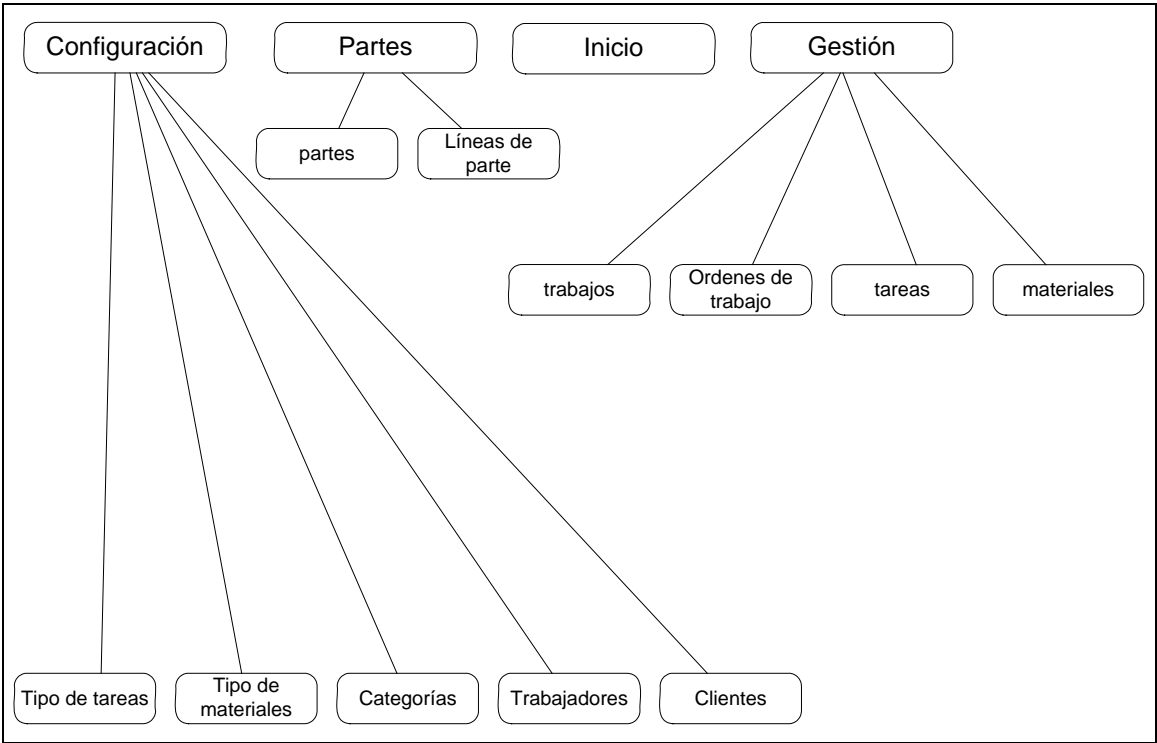 Configuración
Partes
Inicio
Gestión
partes
Líneas de
parte
trabajos
Ordenes de
trabajo
tareas
materiales
Tipo de tareas
Tipo de
materiales
Categorías
Trabajadores
Clientes